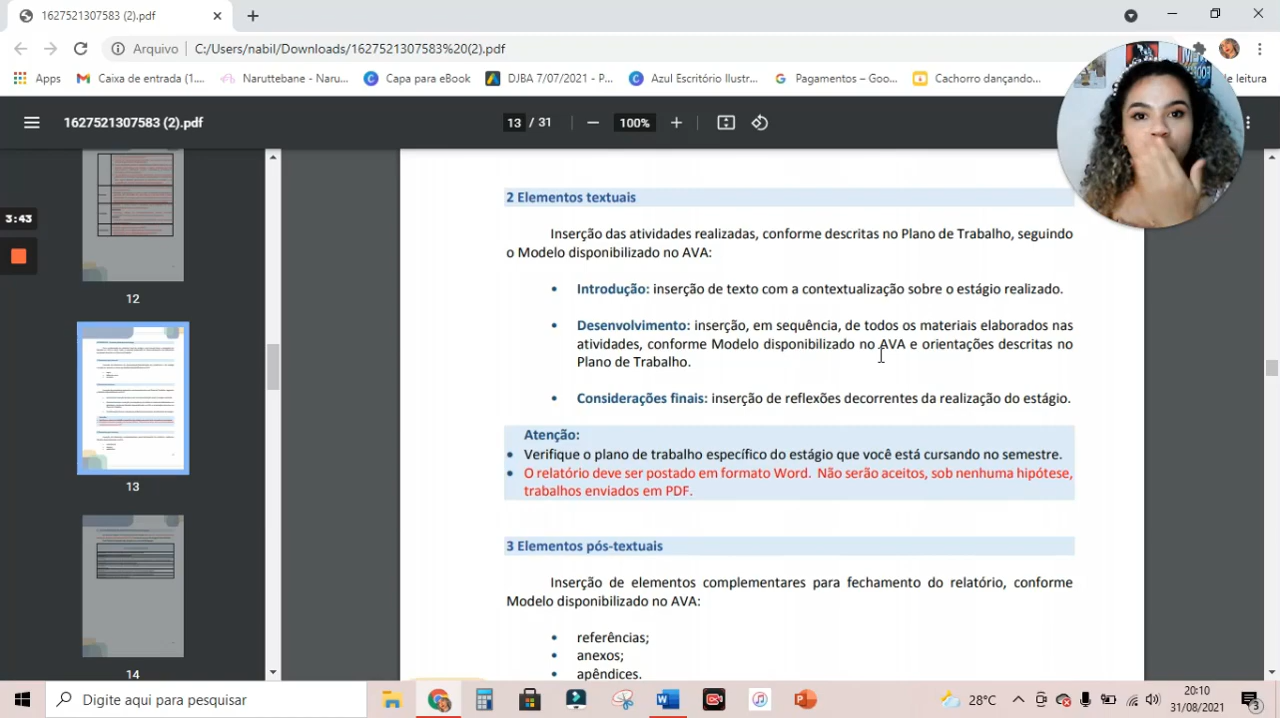 1627521307583 (2).pdf
Arquivo
C:/Users/nabil/Downloads/1627521307583%20(2).pdf
Apps
Caixa de entrada (1....
Naruttebane - Naru...
Capa para eBook
DJBA 7/07/2021 - P...
Azul Escritório Ilustr...
Pagamentos – Goo...
Cachorro dançando...
de leitura
1627521307583 (2).pdf
13 / 31
100%
3:43
12
13
14
2 Elementos textuais
Inserção das atividades realizadas, conforme descritas no Plano de Trabalho, seguindo
o Modelo disponibilizado no AVA:
• Introdução: inserção de texto com a contextualização sobre o estágio realizado.
• Desenvolvimento: inserção, em sequência, de todos os materiais elaborados nas
atividades, conforme Modelo disponibilizado no AVA e orientações descritas no
Plano de Trabalho.
• Considerações finais: inserção de reflexões decorrentes da realização do estágio.
Atenção:
• Verifique o plano de trabalho específico do estágio que você está cursando no semestre.
• O relatório deve ser postado em formato Word. Não serão aceitos, sob nenhuma hipótese,
trabalhos enviados em PDF.
3 Elementos pós-textuais
Inserção de elementos complementares para fechamento do relatório, conforme
Modelo disponibilizado no AVA:
• referências;
• anexos;
• apêndices.
Digite aqui para pesquisar
28°C
20:10
31/08/2021
3